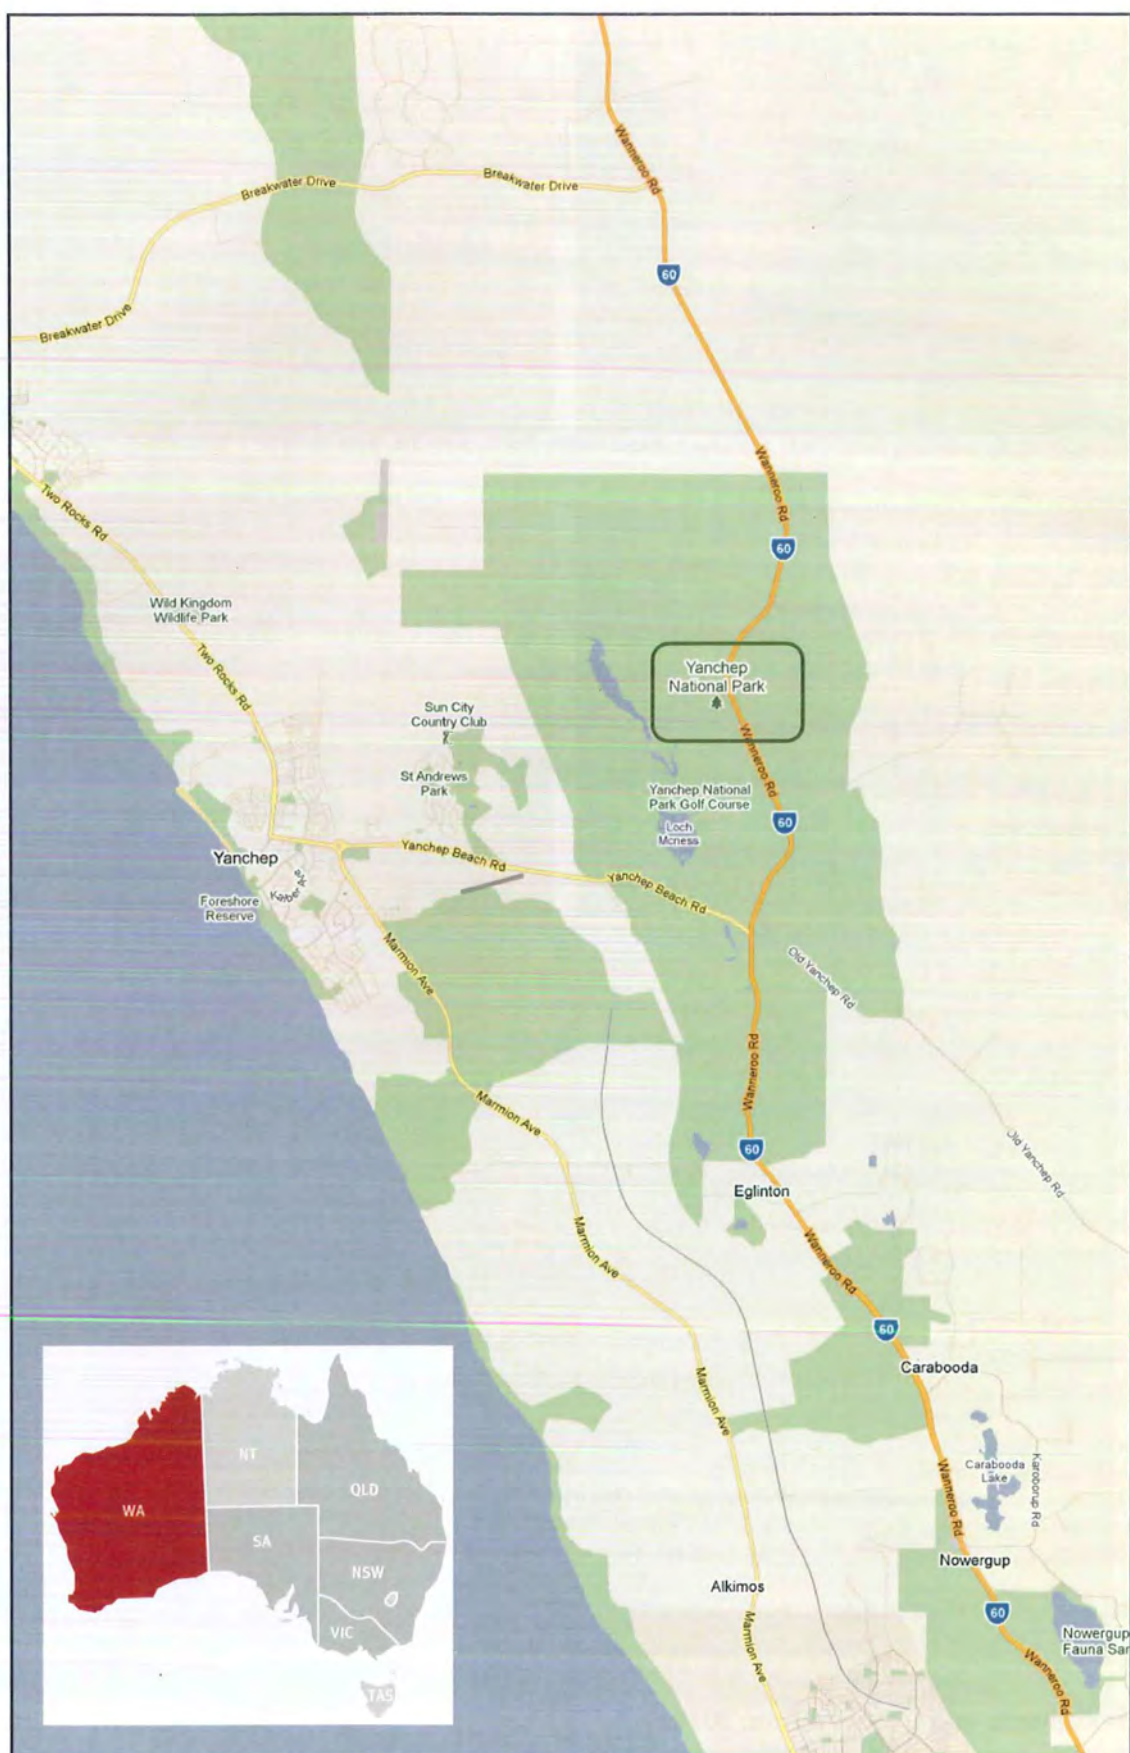 Wanneroo Rd
Breakwater Drive
Breakwater Drive
60
Breakwater Drive
Wanneroo Rd
Two Rocks Rd
60
Wild Kingdom
Wildlife Park
Two Rocks Rd
Yanchep
National Park
Sun City
Country Club
Wanneroo Rd
St Andrews
Park
Yanchep National
Park Golf Course
60
Loch
Mcness
Yanchep Beach Rd
Yanchep
Yanchep Beach Rd
Kelber Ave
Foreshore
Reserve
Marmion Ave
Old Yanchep Rd
Wanneroo Rd
Marmion Ave
60
Old Yanchep Rd
Eglinton
Marmion Ave
Wanneroo Rd
60
Carabooda
Marmion Ave
NT
QLD
WA
SA
NSW
VIC
TAS
Carabooda
Lake
Karoborup Rd
Wanneroo Rd
Nowergup
Alkimos
60
Marmion Ave
Nowergup
Fauna San
Wanneroo Rd